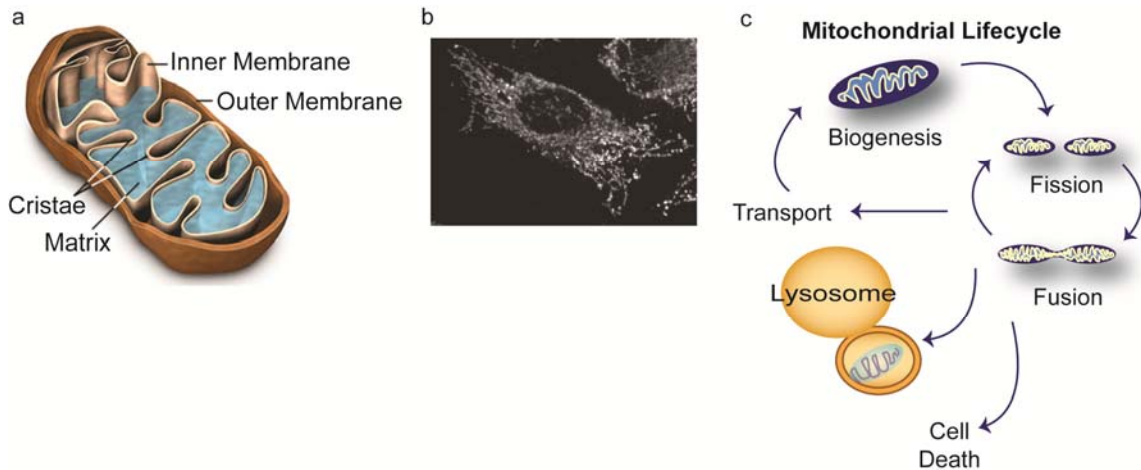 a
Inner Membrane
Outer Membrane
Cristae
Matrix
b
c
Mitochondrial Lifecycle
Biogenesis
Fission
Transport
Fusion
Lysosome
Cell
Death